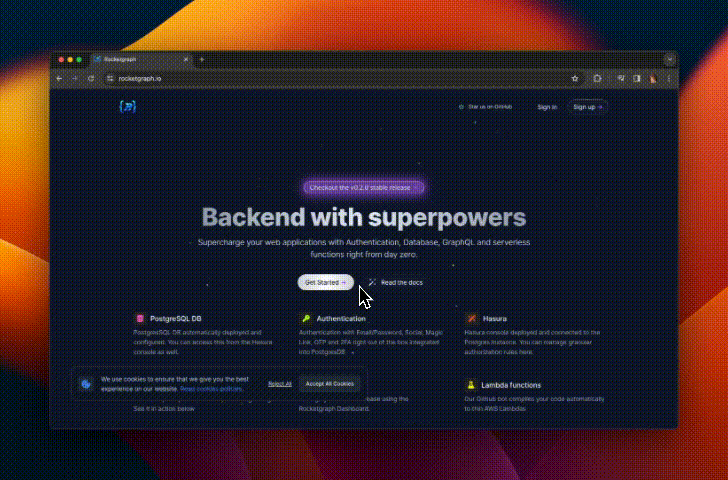 Rocketgraph
rocketgraph.io
Star us on GitHub
Sign in
Sign up →
Checkout the v0.2.0 stable release →
Backend with superpowers
Supercharge your web applications with Authentication, Database, GraphQL and serverless
functions right from day zero.
Get Started →
Read the docs
PostgreSQL DB
PostgreSQL DB automatically deployed and
configured. You can access this from the Hasura
console as well.
Authentication
Authentication with Email/Password, Social, Magic
Link, OTP and 2FA right out of the box integrated
into PostgresDB
Hasura
Hasura console deployed and connected to the
Postgres instance. You can manage granular
authorization rules here.
We use cookies to ensure that we give you the best
experience on our website. Read cookies policies.
Reject All
Accept All Cookies
See it in action below
ease using the
Rocketgraph Dashboard.
Lambda functions
Our Github bot compiles your code automatically
to thin AWS Lambdas